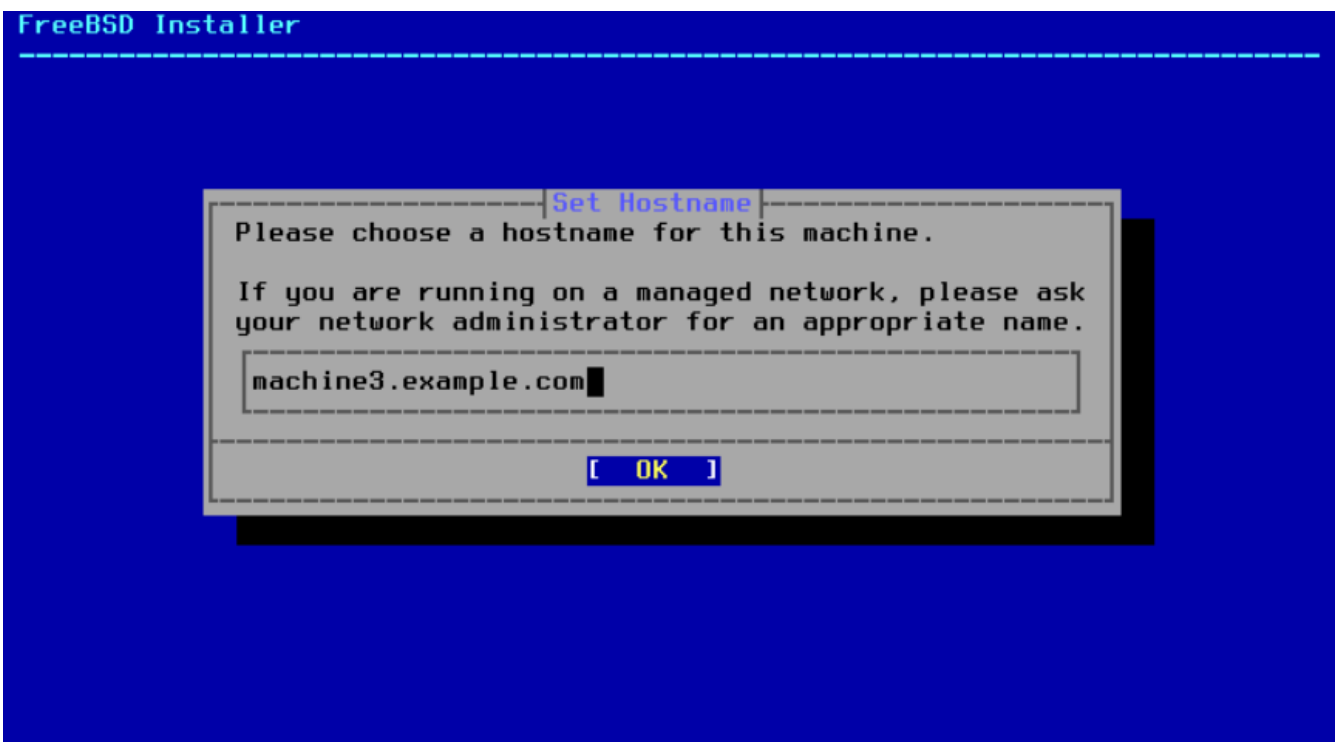 FreeBSD Installer
Set Hostname
Please choose a hostname for this machine.
If you are running on a managed network, please ask
your network administrator for an appropriate name.
machine3.example.com
[ OK ]